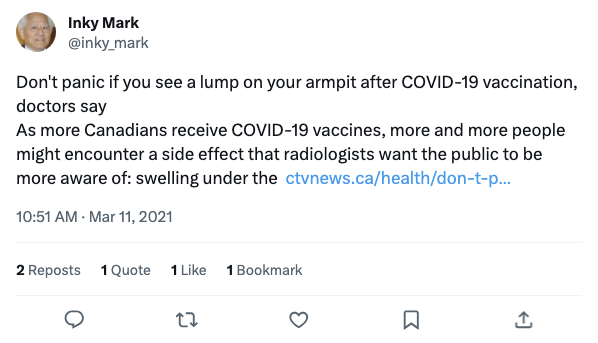 Inky Mark
@inky_mark
Don't panic if you see a lump on your armpit after COVID-19 vaccination,
doctors say
As more Canadians receive COVID-19 vaccines, more and more people
might encounter a side effect that radiologists want the public to be
more aware of: swelling under the ctvnews.ca/health/don-t-p...
10:51 AM · Mar 11, 2021
2 Reposts 1 Quote 1 Like 1 Bookmark